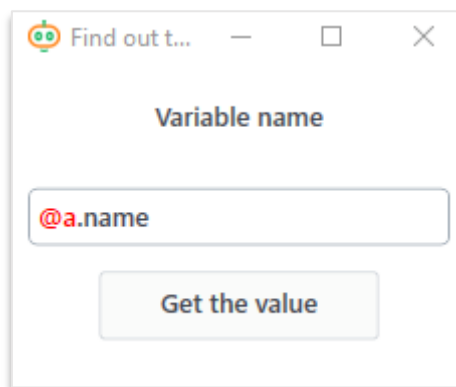 Find out t...
Variable name
@a.name
Get the value